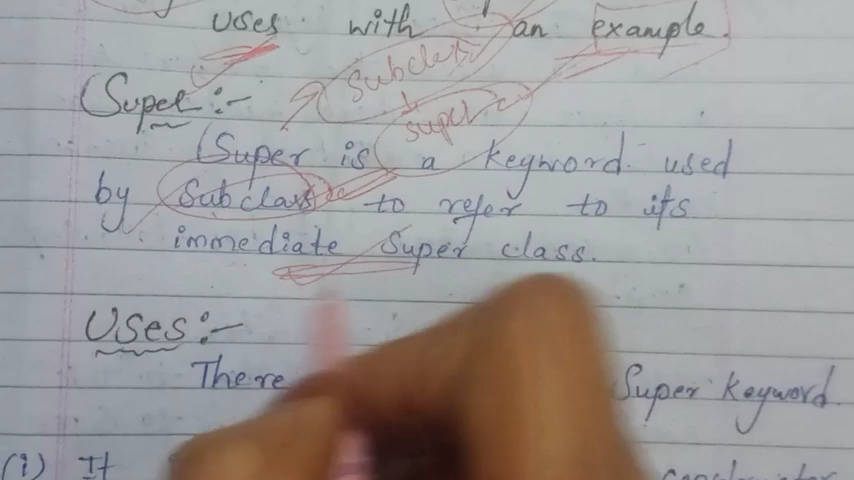 uses with an example.
Subclass
Super :-
super c
Super is a keyword used
by Subclass to refer to its
immediate Super class.
Uses :-
There Super keyword
(i) It constructor